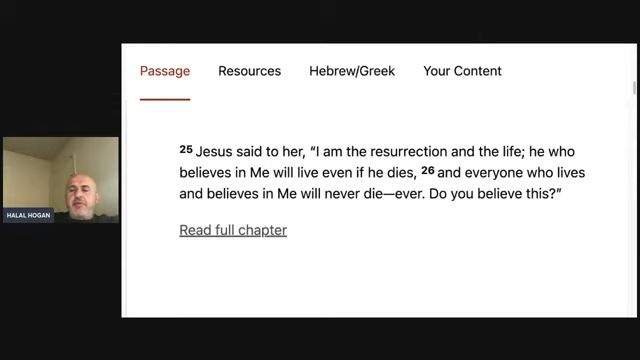 Passage Resources Hebrew/Greek Your Content
25 Jesus said to her, “I am the resurrection and the life; he who
believes in Me will live even if he dies, 26 and everyone who lives
and believes in Me will never die—ever. Do you believe this?”
Read full chapter
HALAL HOGAN